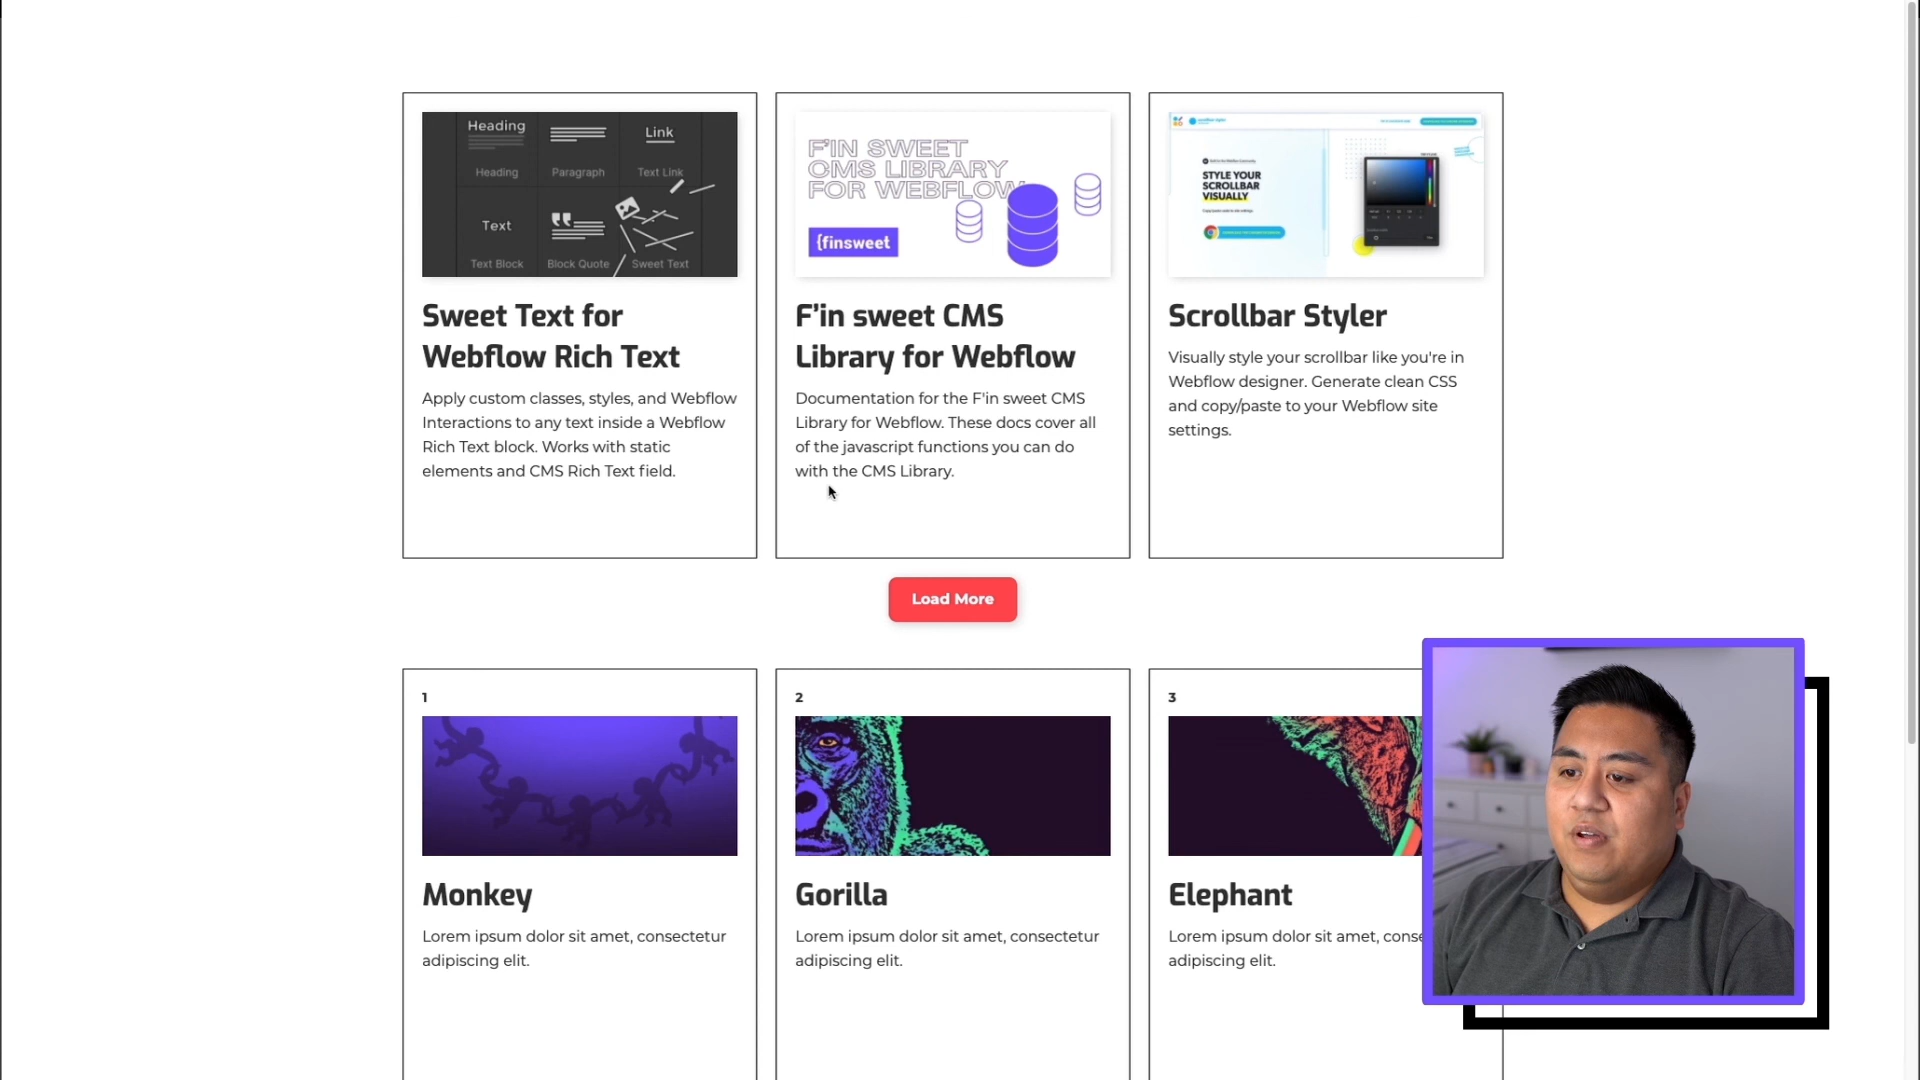 Heading
Link
Heading
Paragraph
Text Link
Text
Text Block
Block Quote
Sweet Text
Sweet Text for
Webflow Rich Text
Apply custom classes, styles, and Webflow
Interactions to any text inside a Webflow
Rich Text block. Works with static
elements and CMS Rich Text field.
F'IN SWEET
CMS LIBRARY
FOR WEBFLOW
{finsweet
F’in sweet CMS
Library for Webflow
Documentation for the F'in sweet CMS
Library for Webflow. These docs cover all
of the javascript functions you can do
with the CMS Library.
STYLE YOUR
SCROLLBAR
VISUALLY
Scrollbar Styler
Visually style your scrollbar like you're in
Webflow designer. Generate clean CSS
and copy/paste to your Webflow site
settings.
Load More
1
Monkey
Lorem ipsum dolor sit amet, consectetur
adipiscing elit.
2
Gorilla
Lorem ipsum dolor sit amet, consectetur
adipiscing elit.
3
Elephant
Lorem ipsum dolor sit amet, conse
adipiscing elit.